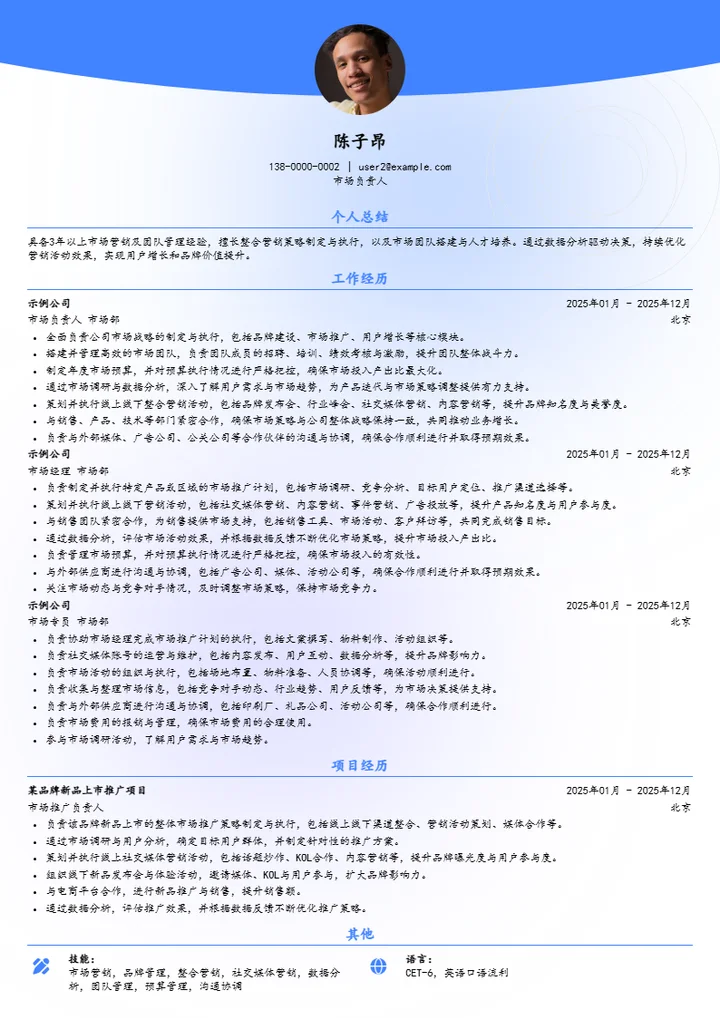 陈子昂
138-0000-0002 | user2@example.com
市场负责人
个人总结
具备3年以上市场营销及团队管理经验，擅长整合营销策略制定与执行，以及市场团队搭建与人才培养。通过数据分析驱动决策，持续优化
营销活动效果，实现用户增长和品牌价值提升。
工作经历
示例公司 2025年01月 - 2025年12月
市场负责人 市场部 北京
• 全面负责公司市场战略的制定与执行，包括品牌建设、市场推广、用户增长等核心模块。
• 搭建并管理高效的市场团队，负责团队成员的招聘、培训、绩效考核与激励，提升团队整体战斗力。
• 制定年度市场预算，并对预算执行情况进行严格把控，确保市场投入产出比最大化。
• 通过市场调研与数据分析，深入了解用户需求与市场趋势，为产品迭代与市场策略调整提供有力支持。
• 策划并执行线上线下整合营销活动，包括品牌发布会、行业峰会、社交媒体营销、内容营销等，提升品牌知名度与美誉度。
• 与销售、产品、技术等部门紧密合作，确保市场策略与公司整体战略保持一致，共同推动业务增长。
• 负责与外部媒体、广告公司、公关公司等合作伙伴的沟通与协调，确保合作顺利进行并取得预期效果。
示例公司 2025年01月 - 2025年12月
市场经理 市场部 北京
• 负责制定并执行特定产品或区域的市场推广计划，包括市场调研、竞争分析、目标用户定位、推广渠道选择等。
• 策划并执行线上线下营销活动，包括社交媒体营销、内容营销、事件营销、广告投放等，提升产品知名度与用户参与度。
• 与销售团队紧密合作，为销售提供市场支持，包括销售工具、市场活动、客户拜访等，共同完成销售目标。
• 通过数据分析，评估市场活动效果，并根据数据反馈不断优化市场策略，提升市场投入产出比。
• 负责管理市场预算，并对预算执行情况进行严格把控，确保市场投入的有效性。
• 与外部供应商进行沟通与协调，包括广告公司、媒体、活动公司等，确保合作顺利进行并取得预期效果。
• 关注市场动态与竞争对手情况，及时调整市场策略，保持市场竞争力。
示例公司 2025年01月 - 2025年12月
市场专员 市场部 北京
• 负责协助市场经理完成市场推广计划的执行，包括文案撰写、物料制作、活动组织等。
• 负责社交媒体账号的运营与维护，包括内容发布、用户互动、数据分析等，提升品牌影响力。
• 负责市场活动的组织与执行，包括场地布置、物料准备、人员协调等，确保活动顺利进行。
• 负责收集与整理市场信息，包括竞争对手动态、行业趋势、用户反馈等，为市场决策提供支持。
• 负责与外部供应商进行沟通与协调，包括印刷厂、礼品公司、活动公司等，确保合作顺利进行。
• 负责市场费用的报销与管理，确保市场费用的合理使用。
• 参与市场调研活动，了解用户需求与市场趋势。
项目经历
某品牌新品上市推广项目 2025年01月 - 2025年12月
市场推广负责人 北京
• 负责该品牌新品上市的整体市场推广策略制定与执行，包括线上线下渠道整合、营销活动策划、媒体合作等。
• 通过市场调研与用户分析，确定目标用户群体，并制定针对性的推广方案。
• 策划并执行线上社交媒体营销活动，包括话题炒作、KOL合作、内容营销等，提升品牌曝光度与用户参与度。
• 组织线下新品发布会与体验活动，邀请媒体、KOL与用户参与，扩大品牌影响力。
• 与电商平台合作，进行新品推广与销售，提升销售额。
• 通过数据分析，评估推广效果，并根据数据反馈不断优化推广策略。
其他
技能：
市场营销，品牌管理，整合营销，社交媒体营销，数据分
析，团队管理，预算管理，沟通协调
语言：
CET-6，英语口语流利